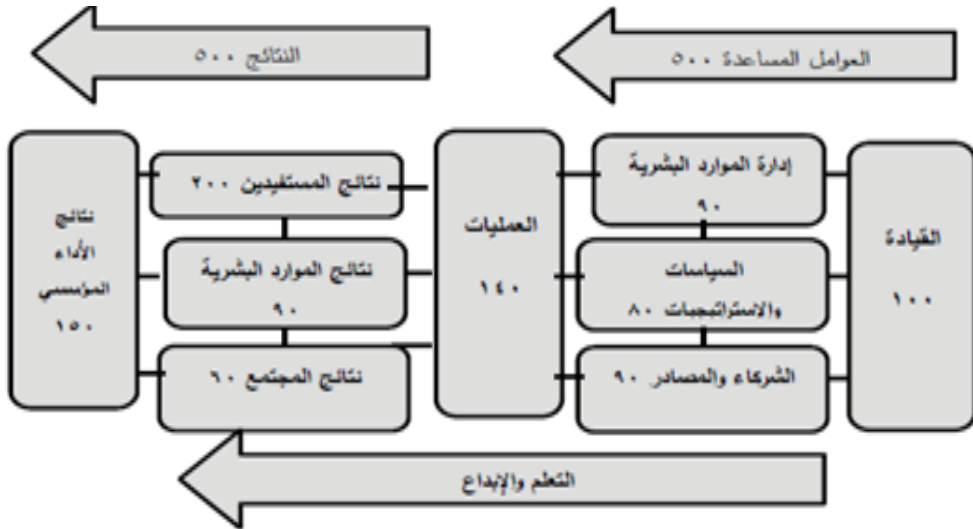 العوامل المساعدة ٥٠٠
النتائج ٥٠٠
القيادة
١٠٠
إدارة الموارد البشرية
٩٠
السياسات
والاستراتيجيات ٨٠
الشركاء والمصادر ٩٠
العمليات
١٤٠
نتائج المستفيدين ٢٠٠
نتائج الموارد البشرية
٩٠
نتائج المجتمع ٦٠
نتائج
الأداء
المؤسسي
١٥٠
التعلم والإبداع